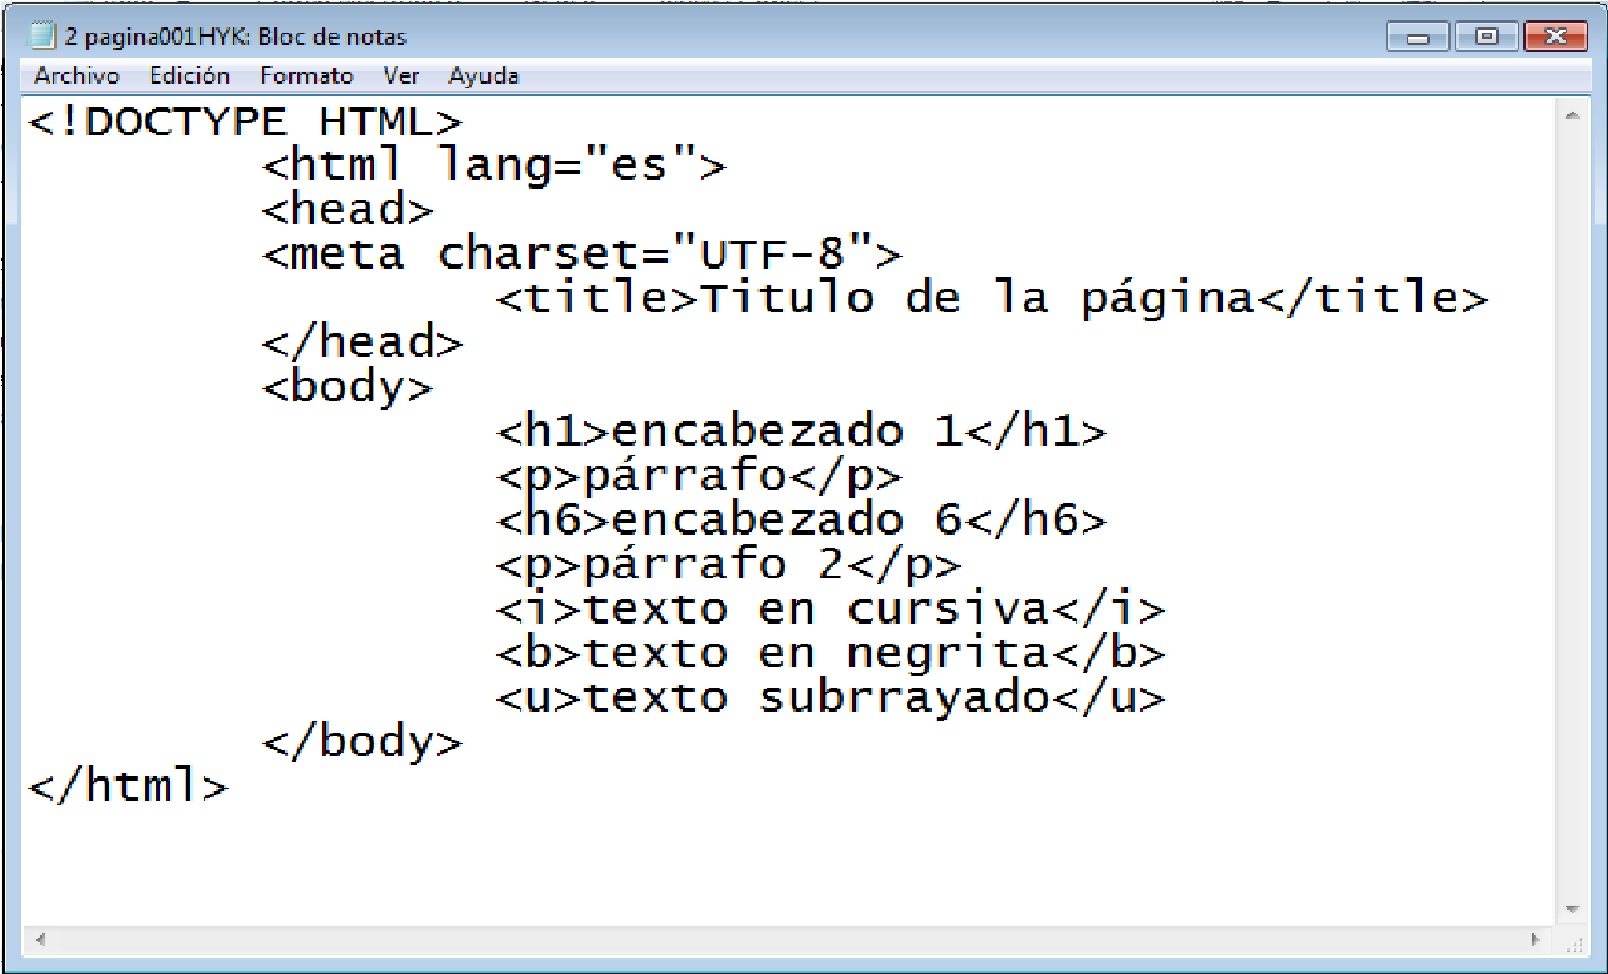 2 pagina001HYK: Bloc de notas
Archivo Edición Formato Ver Ayuda
<!DOCTYPE HTML>
<html lang="es">
<head>
<meta charset="UTF-8">
<title>Titulo de la página</title>
</head>
<body>
<h1>encabezado 1</h1>
<p>párrafo</p>
<h6>encabezado 6</h6>
<p>párrafo 2</p>
<i>texto en cursiva</i>
<b>texto en negrita</b>
<u>texto subrrayado</u>
</body>
</html>